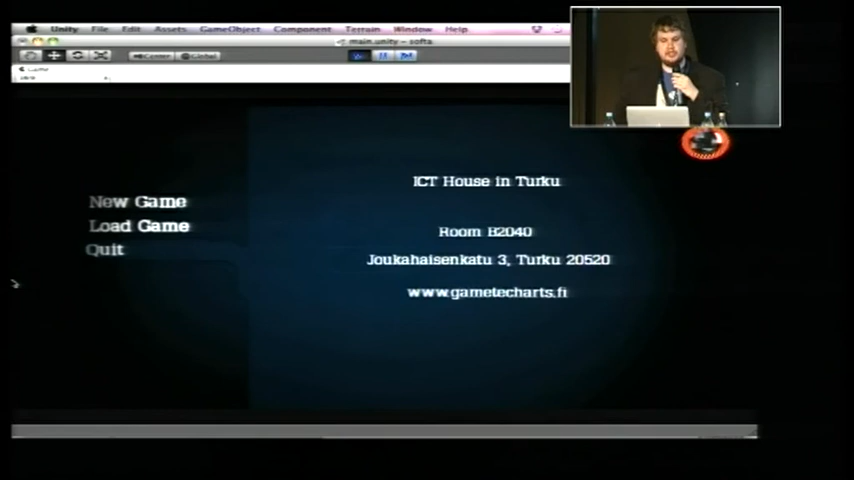 Unity File Edit Assets GameObject Component Terrain Window Help
main.unity - softa
Center Global
New Game
Load Game
Quit
ICT House in Turku
Room B2040
Joukahaisenkatu 3, Turku 20520
www.gametecharts.fi